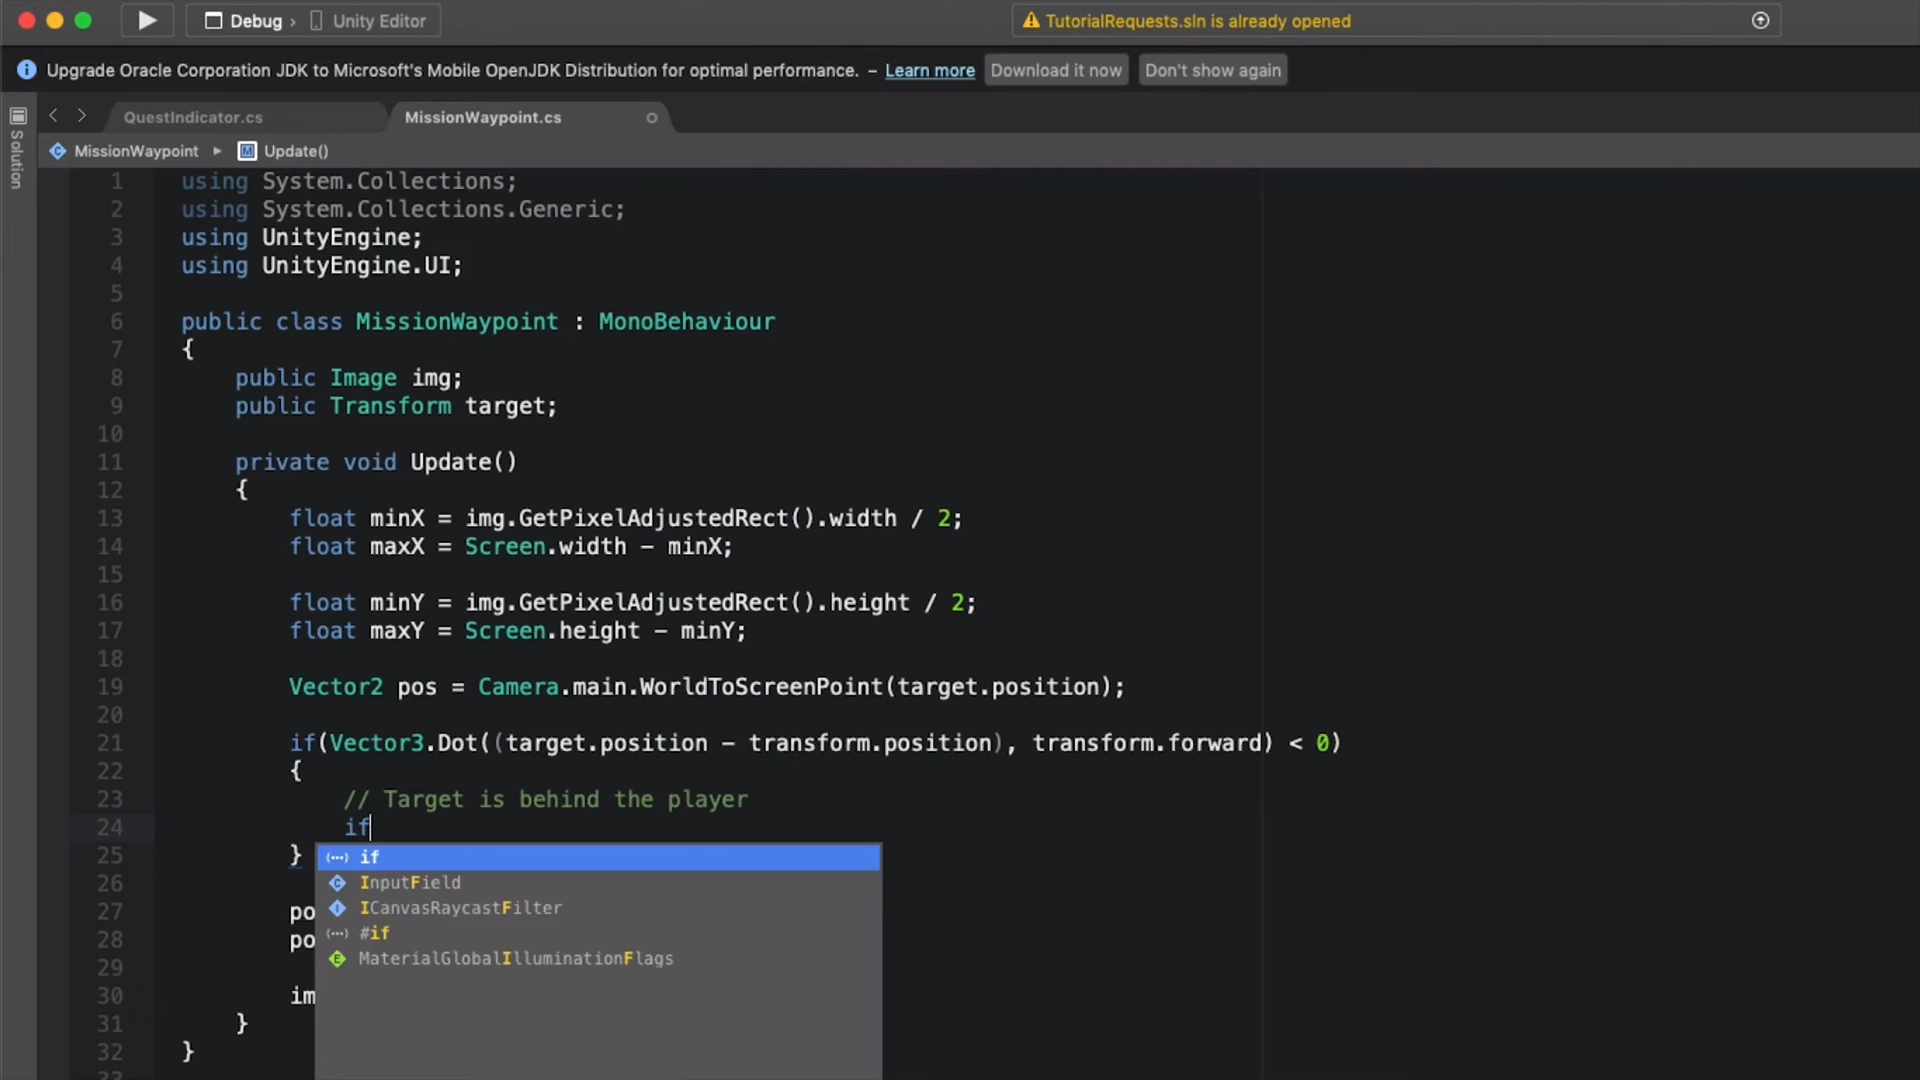 Debug › Unity Editor
TutorialRequests.sln is already opened
Upgrade Oracle Corporation JDK to Microsoft's Mobile OpenJDK Distribution for optimal performance. – Learn more Download it now Don't show again
Solution
QuestIndicator.cs MissionWaypoint.cs
MissionWaypoint ▸ M Update()
1 using System.Collections;
2 using System.Collections.Generic;
3 using UnityEngine;
4 using UnityEngine.UI;
5
6 public class MissionWaypoint : MonoBehaviour
7 {
8 public Image img;
9 public Transform target;
10
11 private void Update()
12 {
13 float minX = img.GetPixelAdjustedRect().width / 2;
14 float maxX = Screen.width - minX;
15
16 float minY = img.GetPixelAdjustedRect().height / 2;
17 float maxY = Screen.height - minY;
18
19 Vector2 pos = Camera.main.WorldToScreenPoint(target.position);
20
21 if(Vector3.Dot((target.position - transform.position), transform.forward) < 0)
22 {
23 // Target is behind the player
24 if
25 }
if
26
InputField
27 po
ICanvasRaycastFilter
28 po
#if
29
MaterialGlobalIlluminationFlags
30 im
31 }
32 }
33